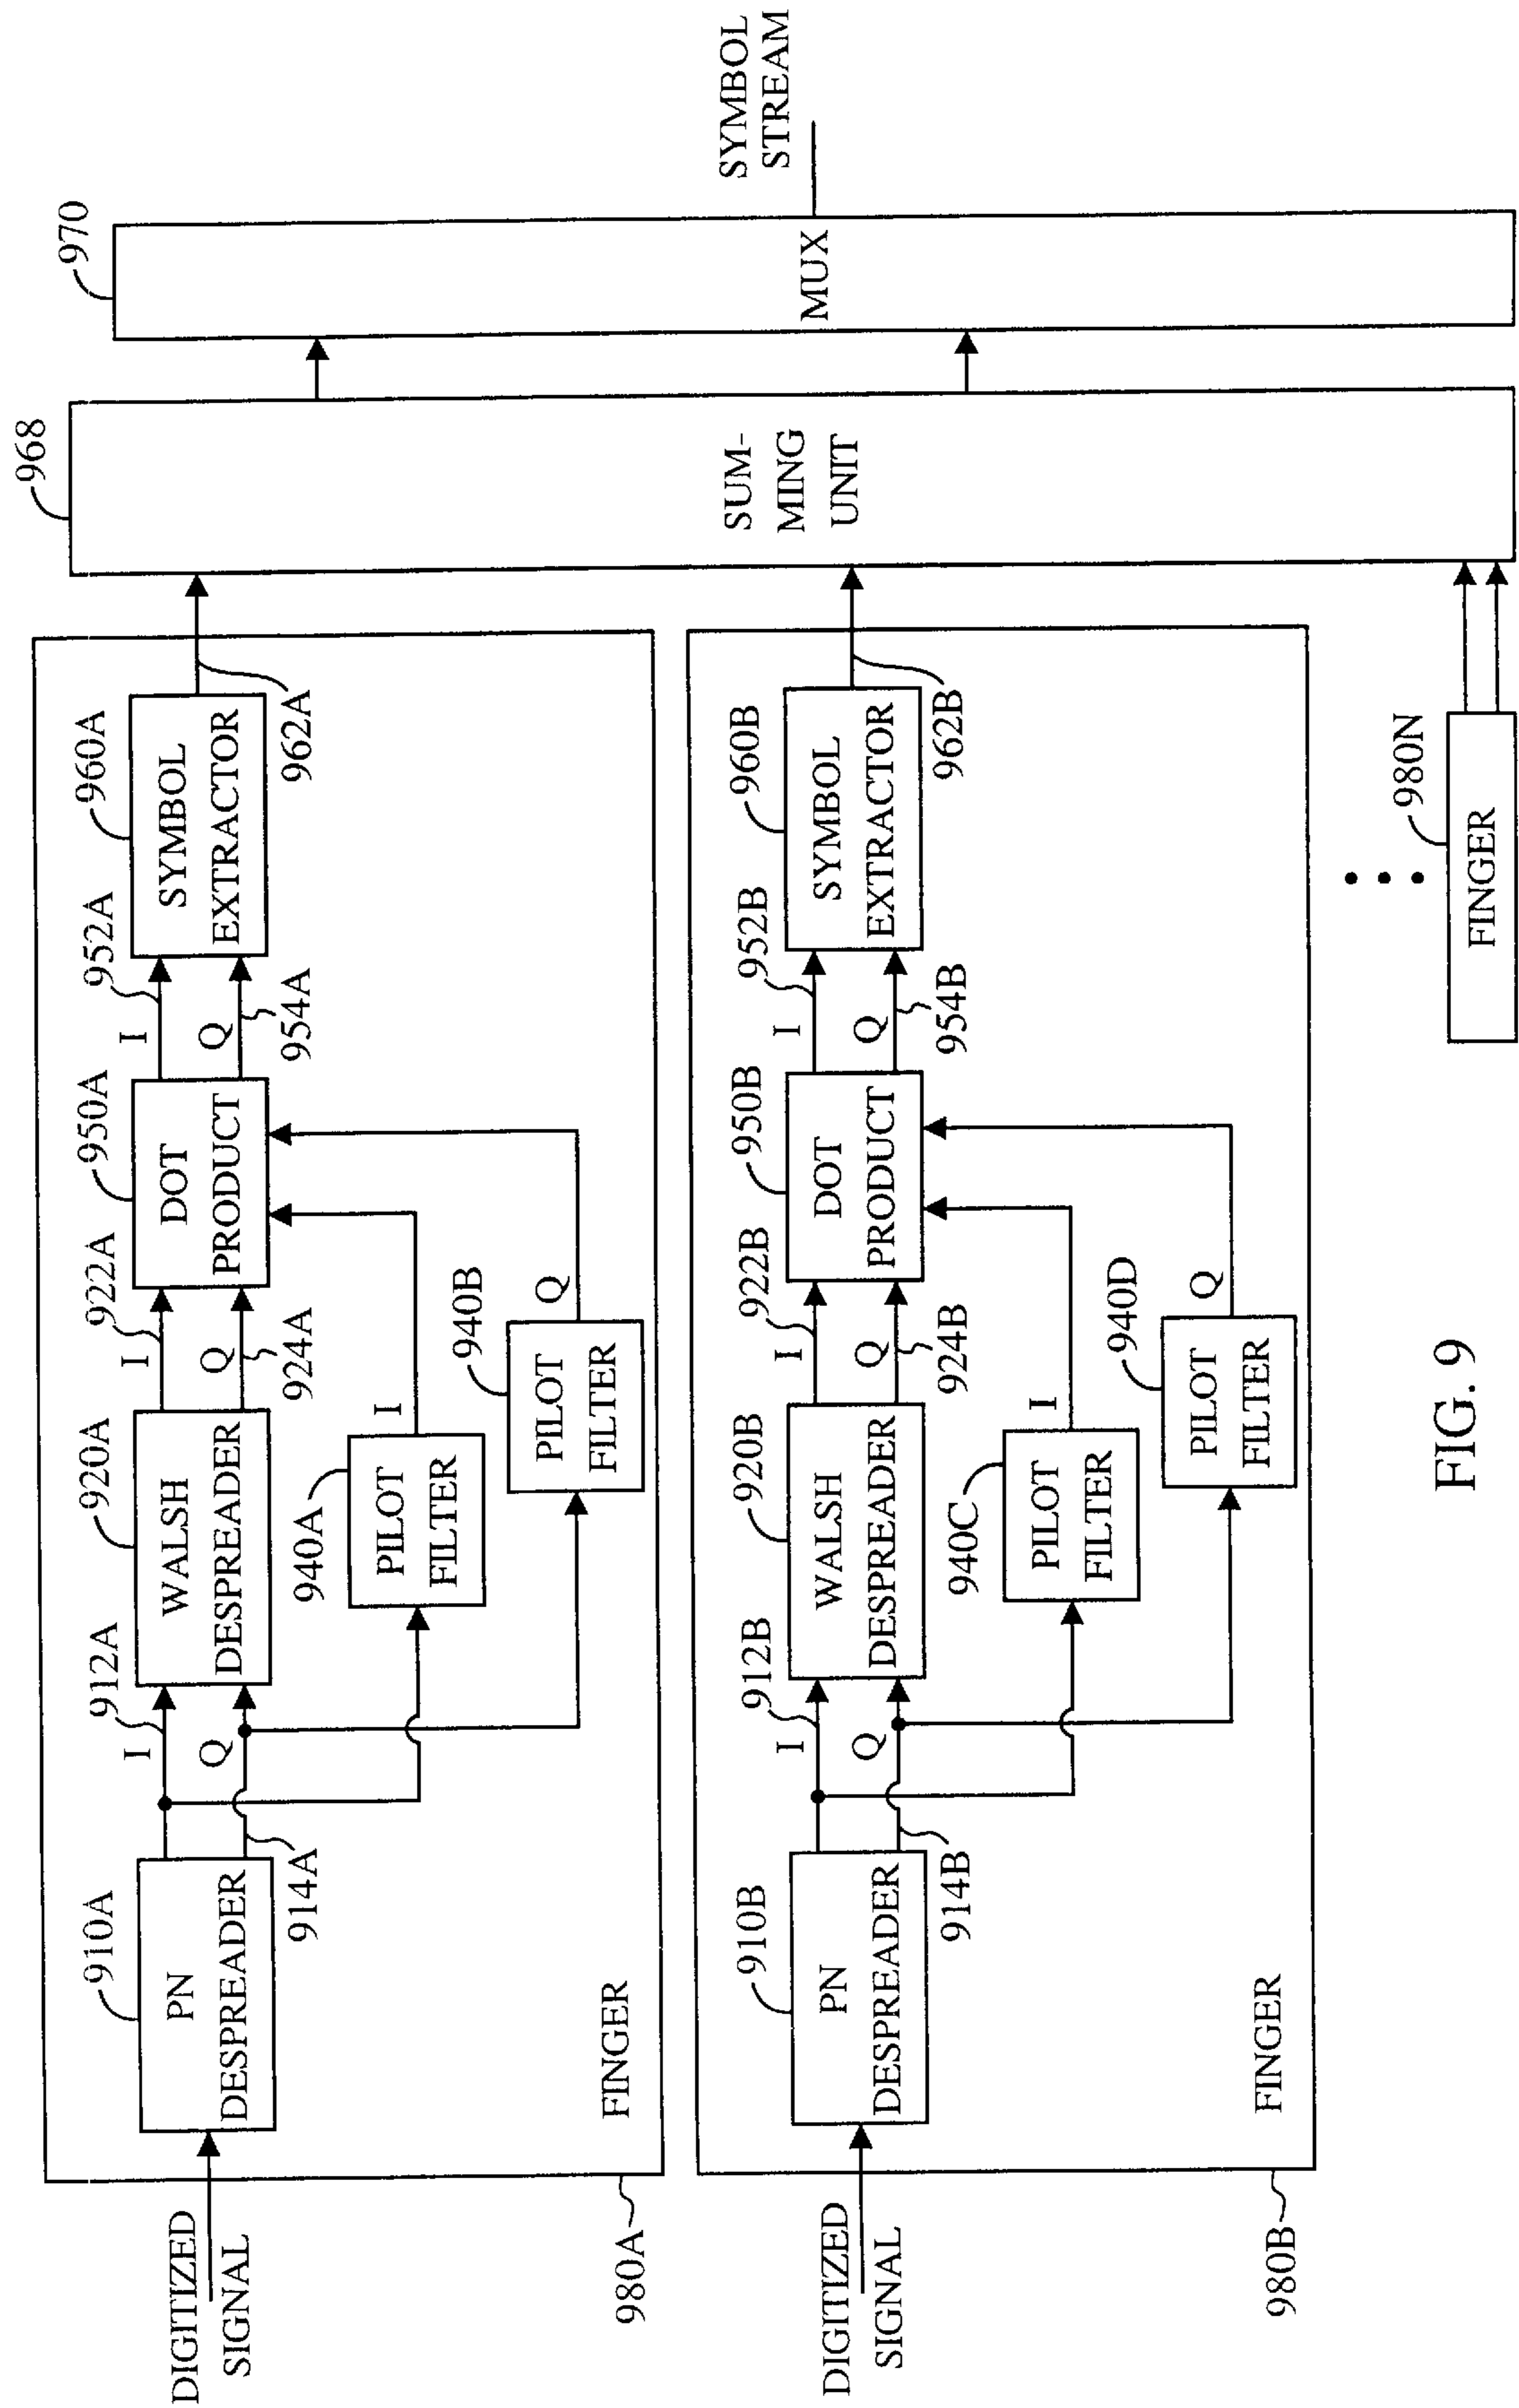 DIGITIZED
SIGNAL
980A
FINGER
910A
PN
DESPREADER
914A
I
912A
Q
920A
WALSH
DESPREADER
940A
PILOT
FILTER
I
I
922A
Q
924A
940B
PILOT
FILTER
Q
950A
DOT
PRODUCT
I
952A
Q
954A
960A
SYMBOL
EXTRACTOR
962A
DIGITIZED
SIGNAL
980B
FINGER
910B
PN
DESPREADER
914B
I
912B
Q
920B
WALSH
DESPREADER
940C
PILOT
FILTER
I
I
922B
Q
924B
940D
PILOT
FILTER
Q
950B
DOT
PRODUCT
I
952B
Q
954B
960B
SYMBOL
EXTRACTOR
962B
980N
FINGER
968
SUM-
MING
UNIT
970
MUX
SYMBOL
STREAM
FIG. 9